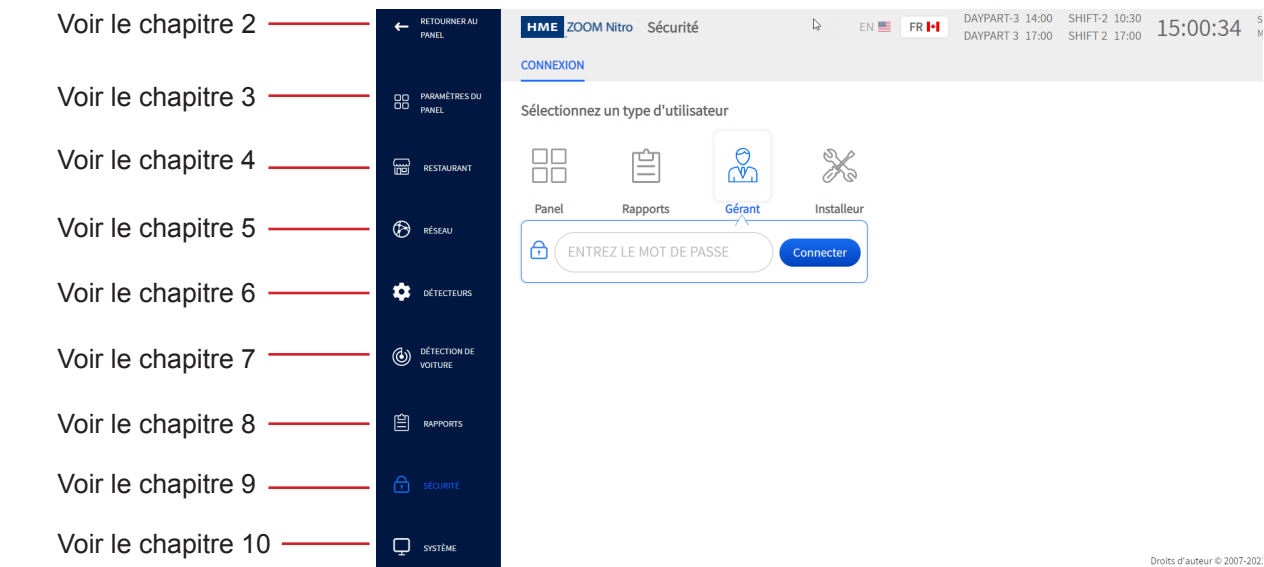 Voir le chapitre 2
Voir le chapitre 3
Voir le chapitre 4
Voir le chapitre 5
Voir le chapitre 6
Voir le chapitre 7
Voir le chapitre 8
Voir le chapitre 9
Voir le chapitre 10
RETOURNER AU
PANEL
PARAMÈTRES DU
PANEL
RESTAURANT
RÉSEAU
DÉTECTEURS
DÉTECTION DE
VOITURE
RAPPORTS
SÉCURITÉ
SYSTÈME
HME ZOOM Nitro Sécurité
EN FR
DAYPART-3 14:00 SHIFT-2 10:30
DAYPART 3 17:00 SHIFT 2 17:00
15:00:34
S
M
CONNEXION
Sélectionnez un type d'utilisateur
Panel Rapports Gérant Installeur
ENTREZ LE MOT DE PASSE Connecter
Droits d'auteur © 2007-2021